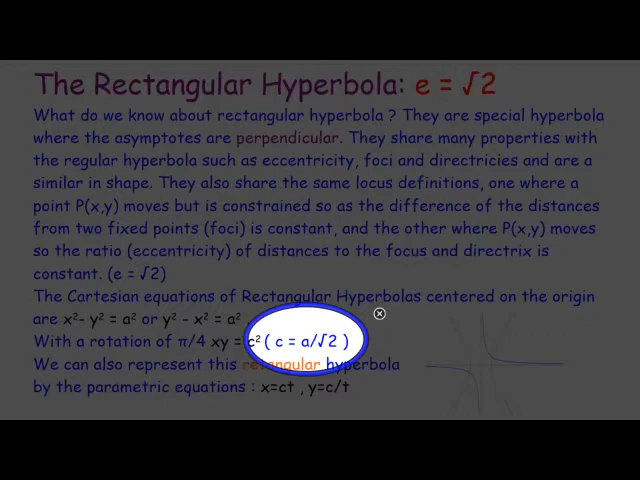 The Rectangular Hyperbola: e = √2
What do we know about rectangular hyperbola ? They are special hyperbola
where the asymptotes are perpendicular. They share many properties with
the regular hyperbola such as eccentricity, foci and directricies and are a
similar in shape. They also share the same locus definitions, one where a
point P(x,y) moves but is constrained so as the difference of the distances
from two fixed points (foci) is constant, and the other where P(x,y) moves
so the ratio (eccentricity) of distances to the focus and directrix is
constant. (e = √2)
The Cartesian equations of Rectangular Hyperbolas centered on the origin
are x²- y² = a² or y² - x² = a² .
With a rotation of π/4 xy = c² ( c = a/√2 )
We can also represent this retangular hyperbola
by the parametric equations : x=ct , y=c/t